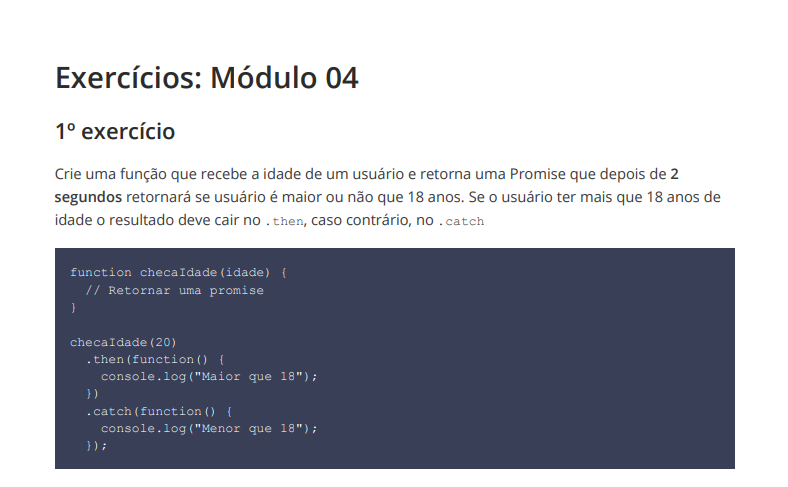 Exercícios: Módulo 04
1º exercício
Crie uma função que recebe a idade de um usuário e retorna uma Promise que depois de 2
segundos retornará se usuário é maior ou não que 18 anos. Se o usuário ter mais que 18 anos de
idade o resultado deve cair no .then, caso contrário, no .catch
function checaIdade(idade) {
  // Retornar uma promise
}
checaIdade(20)
  .then(function() {
    console.log("Maior que 18");
  })
  .catch(function() {
    console.log("Menor que 18");
  });